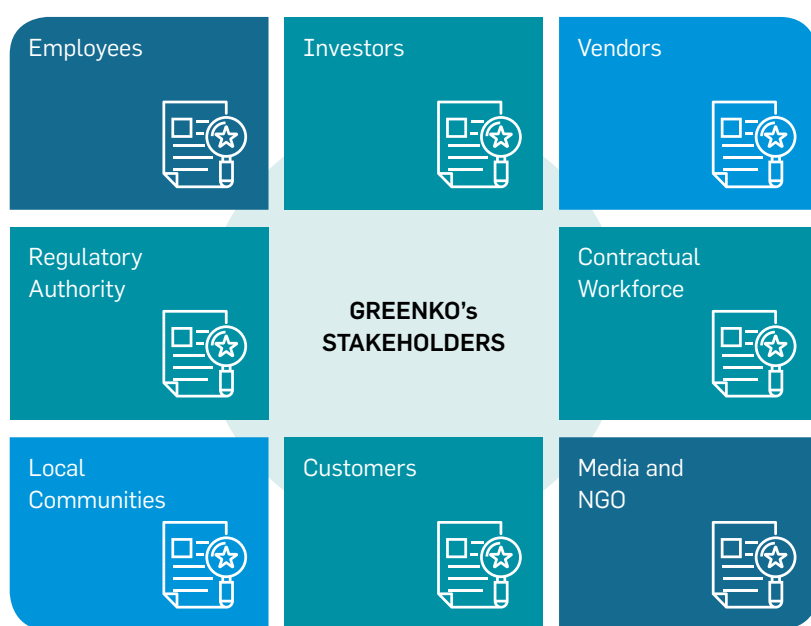 Employees
Investors
Vendors
Regulatory
Authority
GREENKO's
STAKEHOLDERS
Contractual
Workforce
Local
Communities
Customers
Media and
NGO